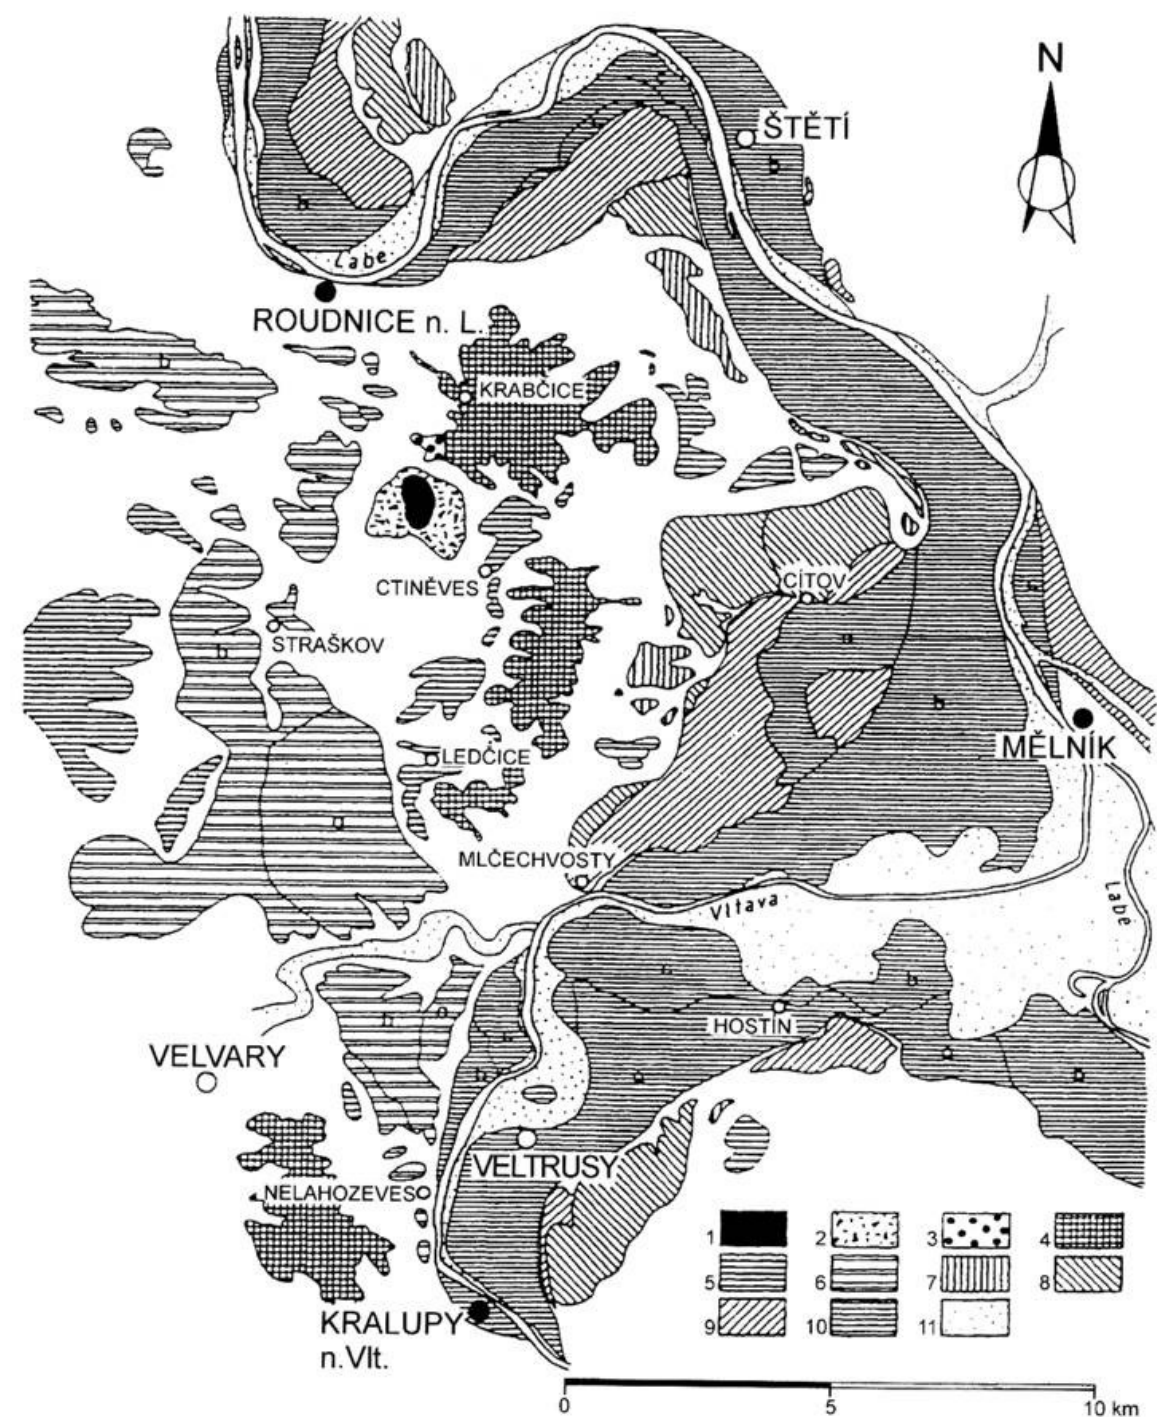 N
ŠTĚTÍ
b
b
Labe
ROUDNICE n. L.
b
KRABČICE
CTINĚVES
CÍTOV
STRAŠKOV
b
a
b
MĚLNÍK
LEDČICE
a
MLČECHVOSTY
Vltava
Labe
b
HOSTÍN
VELVARY
b
a
a
a
VELTRUSY
NELAHOZEVES
1
2
3
4
5
6
7
8
9
10
11
KRALUPY
n.Vlt.
0
5
10 km